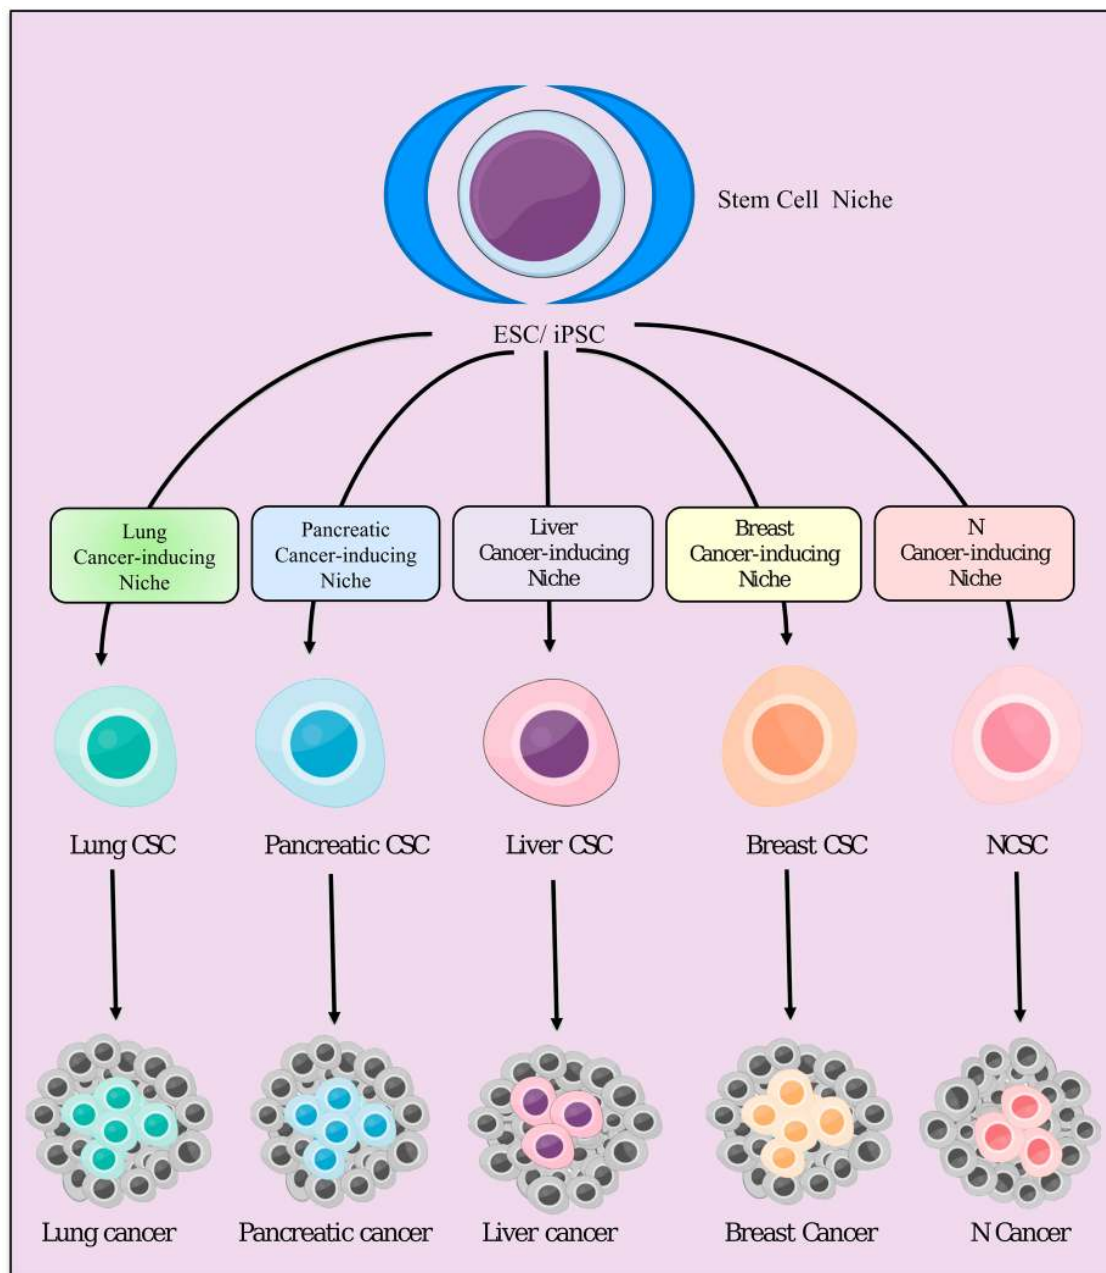 Stem Cell Niche
ESC/ iPSC
Lung
Cancer-inducing
Niche
Pancreatic
Cancer-inducing
Niche
Liver
Cancer-inducing
Niche
Breast
Cancer-inducing
Niche
N
Cancer-inducing
Niche
Lung CSC
Pancreatic CSC
Liver CSC
Breast CSC
NCSC
Lung cancer
Pancreatic cancer
Liver cancer
Breast Cancer
N Cancer